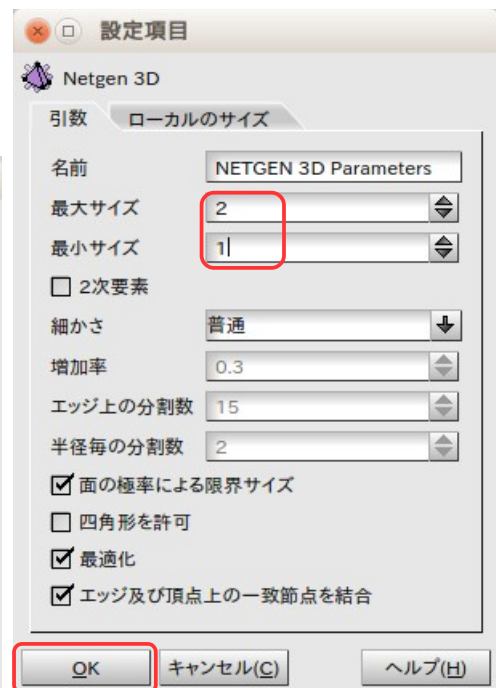 設定項目
Netgen 3D
引数 ローカルのサイズ
名前 NETGEN 3D Parameters
最大サイズ 2
最小サイズ 1
2次要素
細かさ 普通
増加率 0.3
エッジ上の分割数 15
半径毎の分割数 2
面の極率による限界サイズ
四角形を許可
最適化
エッジ及び頂点上の一致節点を結合
OK キャンセル(C) ヘルプ(H)